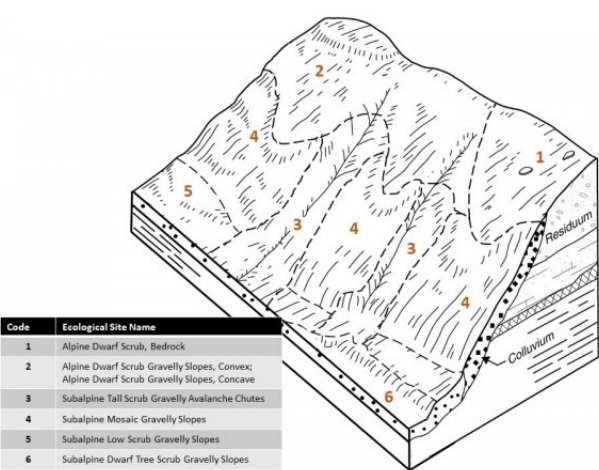 2
1
4
5
3
4
3
4
6
Residuum
Colluvium
Code Ecological Site Name
1 Alpine Dwarf Scrub, Bedrock
2 Alpine Dwarf Scrub Gravelly Slopes, Convex;
Alpine Dwarf Scrub Gravelly Slopes, Concave
3 Subalpine Tall Scrub Gravelly Avalanche Chutes
4 Subalpine Mosaic Gravelly Slopes
5 Subalpine Low Scrub Gravelly Slopes
6 Subalpine Dwarf Tree Scrub Gravelly Slopes